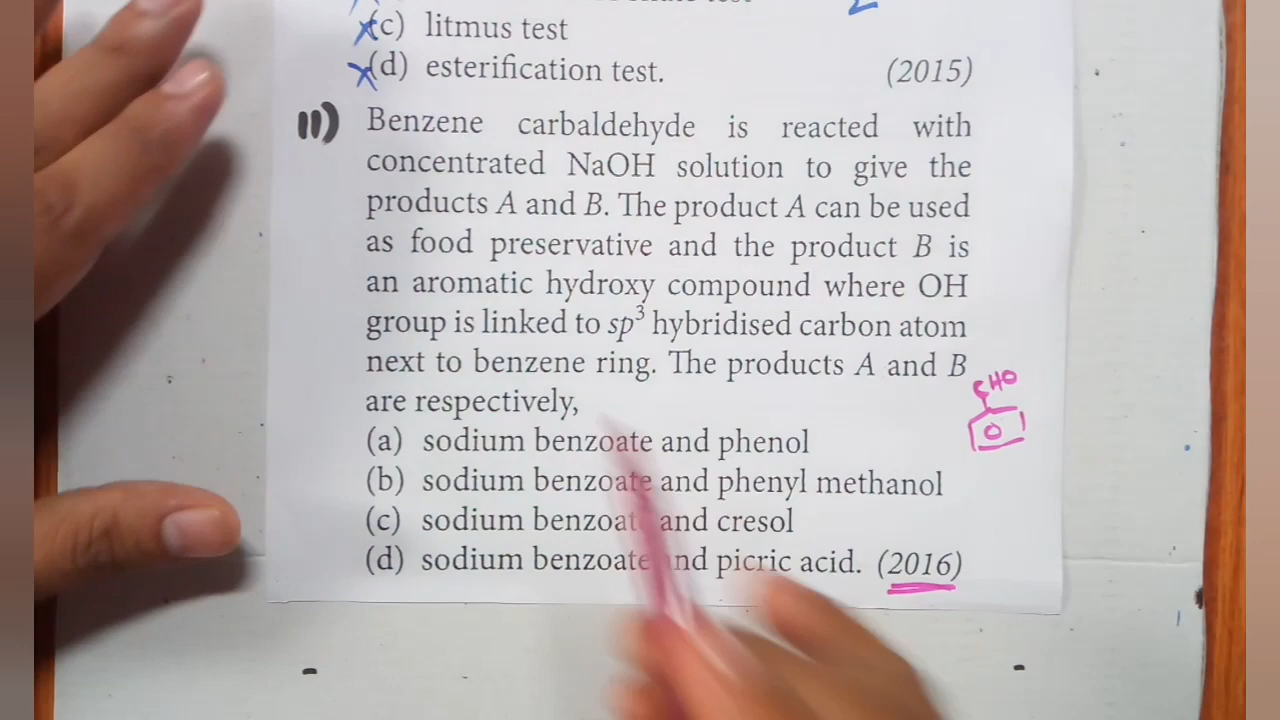 (c) litmus test
(d) esterification test. (2015)
11) Benzene carbaldehyde is reacted with
concentrated NaOH solution to give the
products A and B. The product A can be used
as food preservative and the product B is
an aromatic hydroxy compound where OH
group is linked to sp³ hybridised carbon atom
next to benzene ring. The products A and B
are respectively,
CHO
(a) sodium benzoate and phenol
(b) sodium benzoate and phenyl methanol
(c) sodium benzoate and cresol
(d) sodium benzoate and picric acid. (2016)